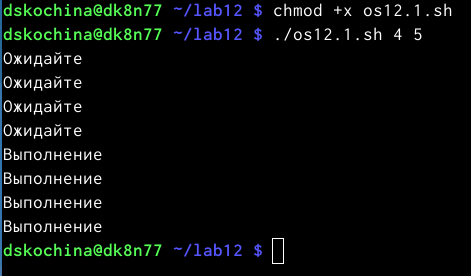 dskochina@dk8n77 ~/lab12 $ chmod +x os12.1.sh
dskochina@dk8n77 ~/lab12 $ ./os12.1.sh 4 5
Ожидайте
Ожидайте
Ожидайте
Ожидайте
Выполнение
Выполнение
Выполнение
Выполнение
dskochina@dk8n77 ~/lab12 $